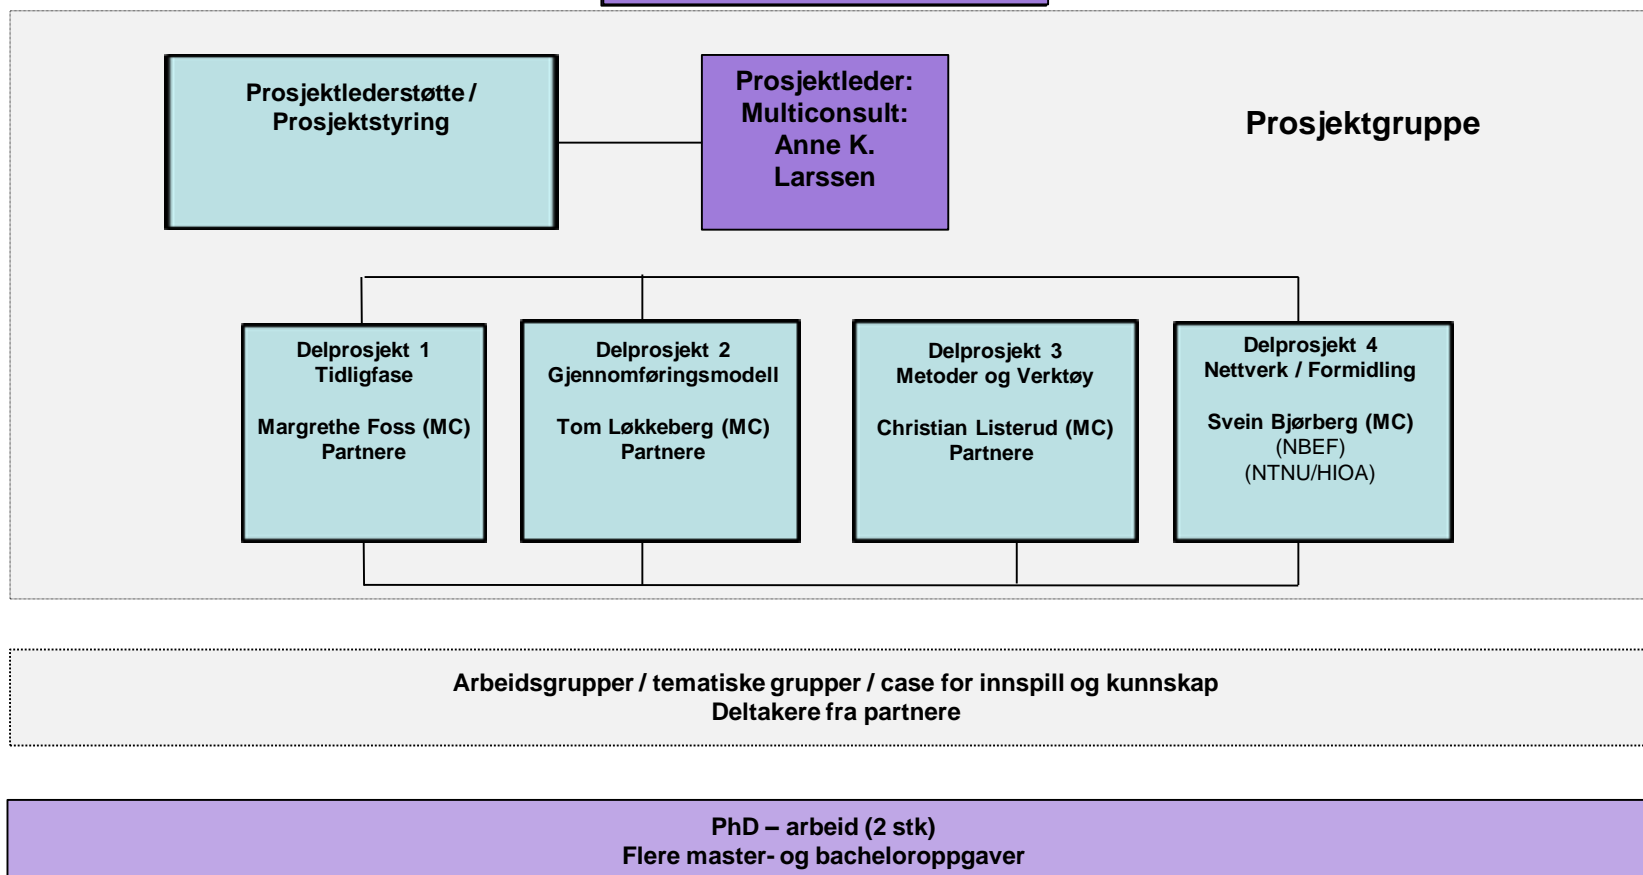 Prosjektlederstøtte /
Prosjektstyring
Prosjektleder:
Multiconsult:
Anne K.
Larssen
Prosjektgruppe
Delprosjekt 1
Tidligfase
Margrethe Foss (MC)
Partnere
Delprosjekt 2
Gjennomføringsmodell
Tom Løkkeberg (MC)
Partnere
Delprosjekt 3
Metoder og Verktøy
Christian Listerud (MC)
Partnere
Delprosjekt 4
Nettverk / Formidling
Svein Bjørberg (MC)
(NBEF)
(NTNU/HIOA)
Arbeidsgrupper / tematiske grupper / case for innspill og kunnskap
Deltakere fra partnere
PhD – arbeid (2 stk)
Flere master- og bacheloroppgaver